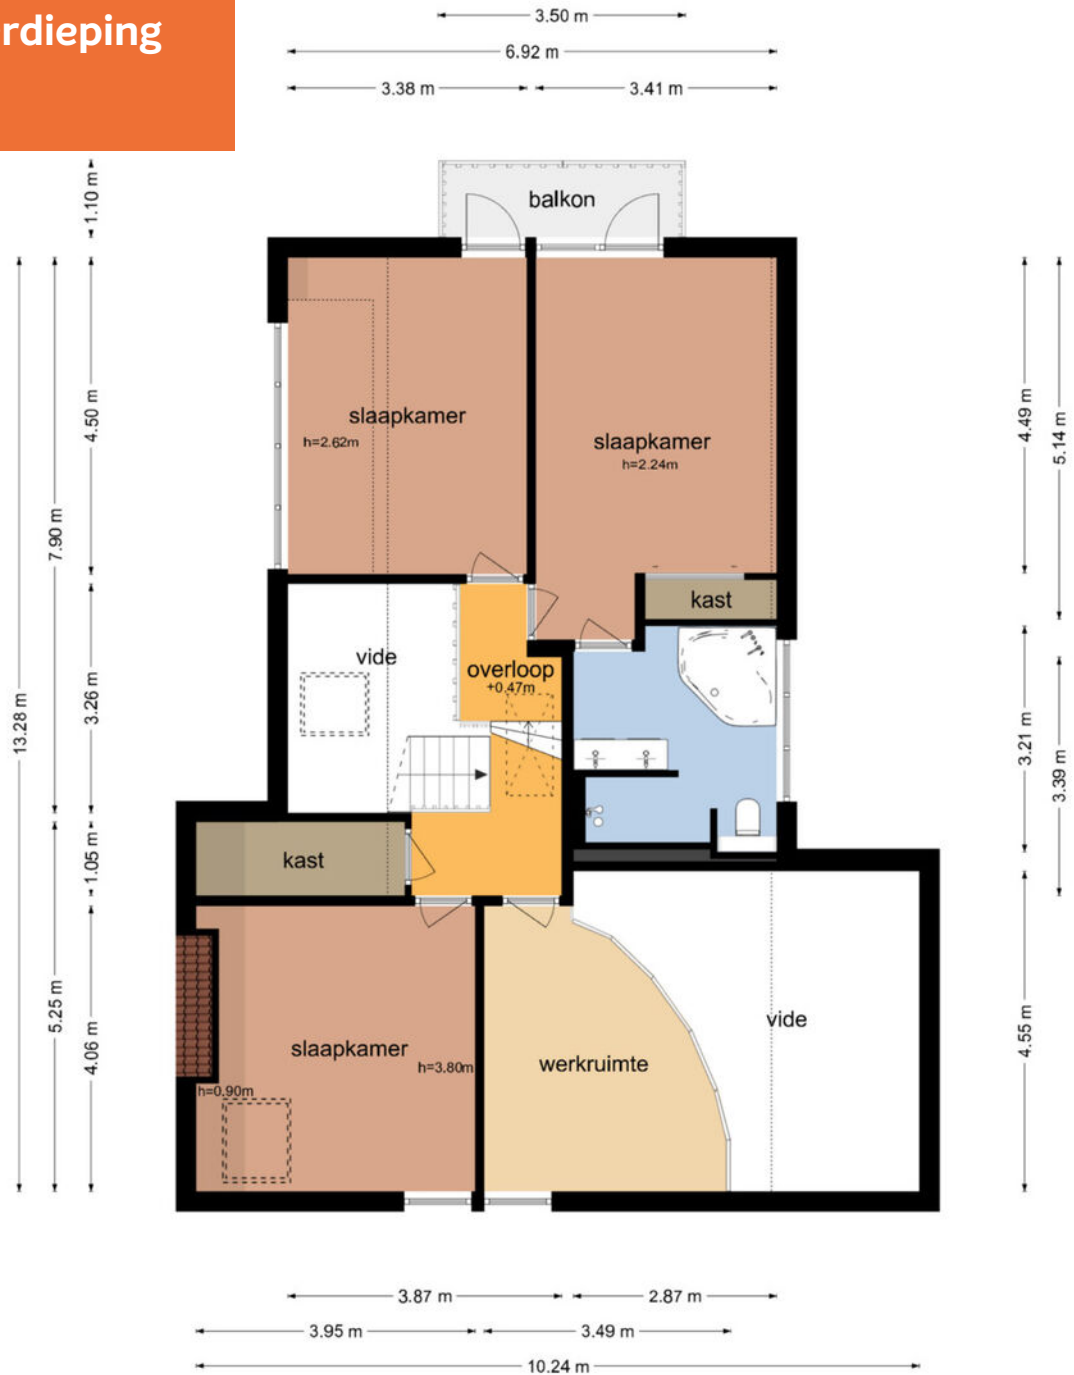 rdieping
3.50 m
6.92 m
3.38 m
3.41 m
1.10 m
balkon
13.28 m
7.90 m
4.50 m
slaapkamer
h=2.62m
slaapkamer
h=2.24m
4.49 m
5.14 m
kast
vide
overloop
+0.47m
3.26 m
3.21 m
3.39 m
kast
1.05 m
5.25 m
4.06 m
slaapkamer
h=3.80m
h=0.90m
werkruimte
vide
4.55 m
3.87 m
2.87 m
3.95 m
3.49 m
10.24 m